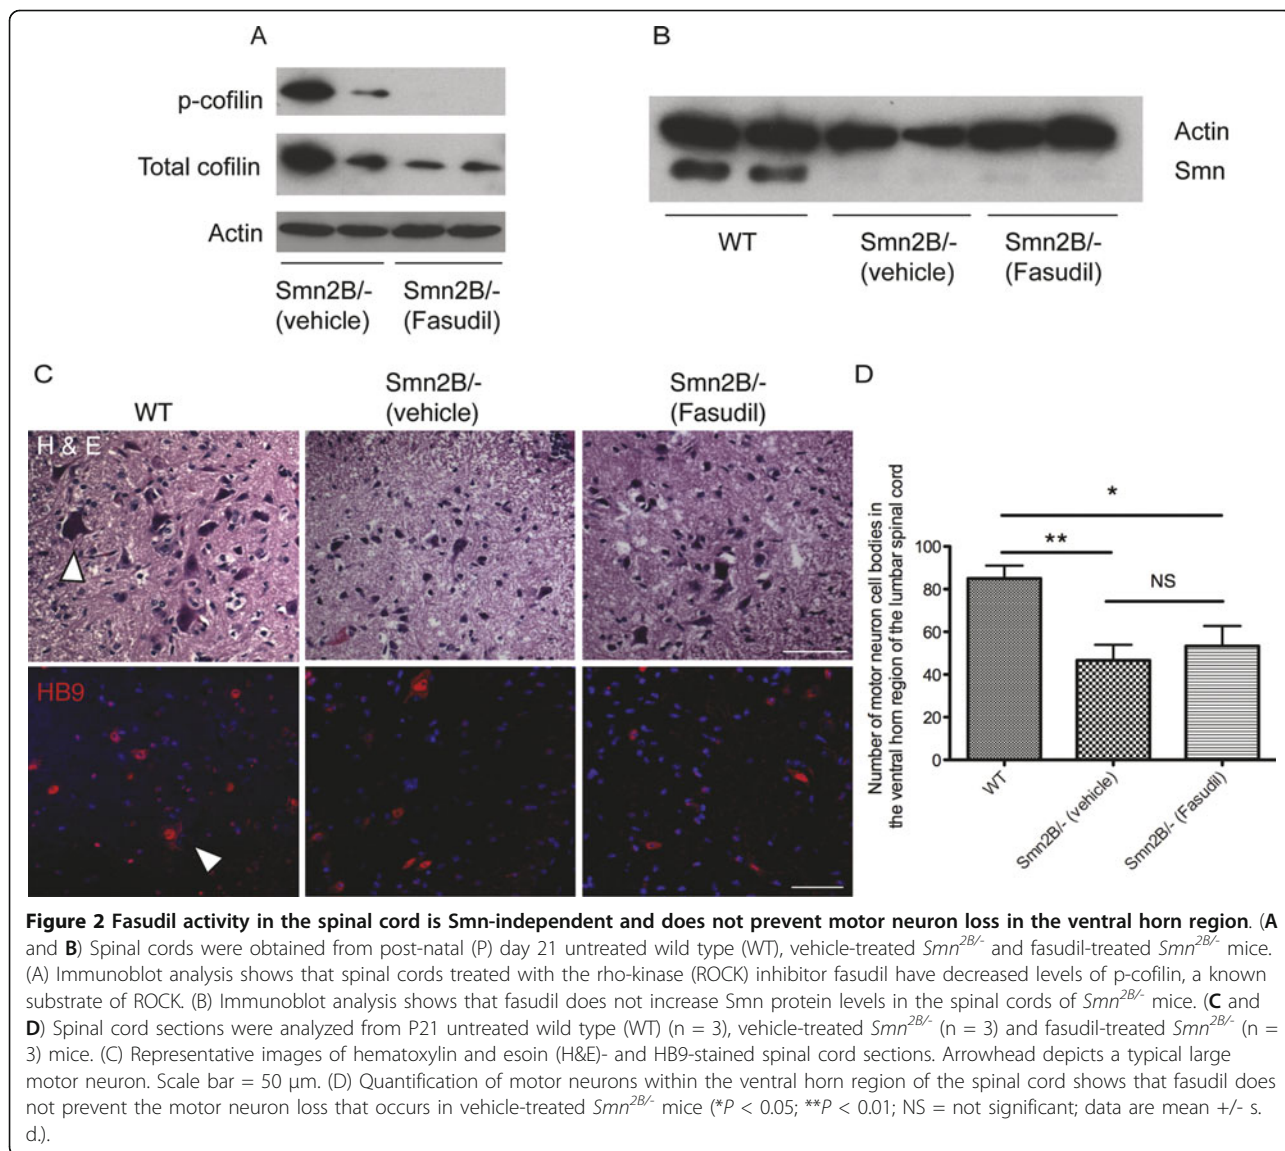 A
p-cofilin
Total cofilin
Actin
Smn2B/-
(vehicle)
Smn2B/-
(Fasudil)
B
Actin
Smn
WT
Smn2B/-
(vehicle)
Smn2B/-
(Fasudil)
C
WT
Smn2B/-
(vehicle)
Smn2B/-
(Fasudil)
H & E
HB9
D
Number of motor neuron cell bodies in
the ventral horn region of the lumbar spinal cord
100
80
60
40
20
0
*
**
NS
WT
Smn2B/- (vehicle)
Smn2B/- (Fasudil)
Figure 2 Fasudil activity in the spinal cord is Smn-independent and does not prevent motor neuron loss in the ventral horn region. (A
and B) Spinal cords were obtained from post-natal (P) day 21 untreated wild type (WT), vehicle-treated Smn2B/- and fasudil-treated Smn2B/- mice.
(A) Immunoblot analysis shows that spinal cords treated with the rho-kinase (ROCK) inhibitor fasudil have decreased levels of p-cofilin, a known
substrate of ROCK. (B) Immunoblot analysis shows that fasudil does not increase Smn protein levels in the spinal cords of Smn2B/- mice. (C and
D) Spinal cord sections were analyzed from P21 untreated wild type (WT) (n = 3), vehicle-treated Smn2B/- (n = 3) and fasudil-treated Smn2B/- (n =
3) mice. (C) Representative images of hematoxylin and esoin (H&E)- and HB9-stained spinal cord sections. Arrowhead depicts a typical large
motor neuron. Scale bar = 50 μm. (D) Quantification of motor neurons within the ventral horn region of the spinal cord shows that fasudil does
not prevent the motor neuron loss that occurs in vehicle-treated Smn2B/- mice (*P < 0.05; **P < 0.01; NS = not significant; data are mean +/- s.
d.).